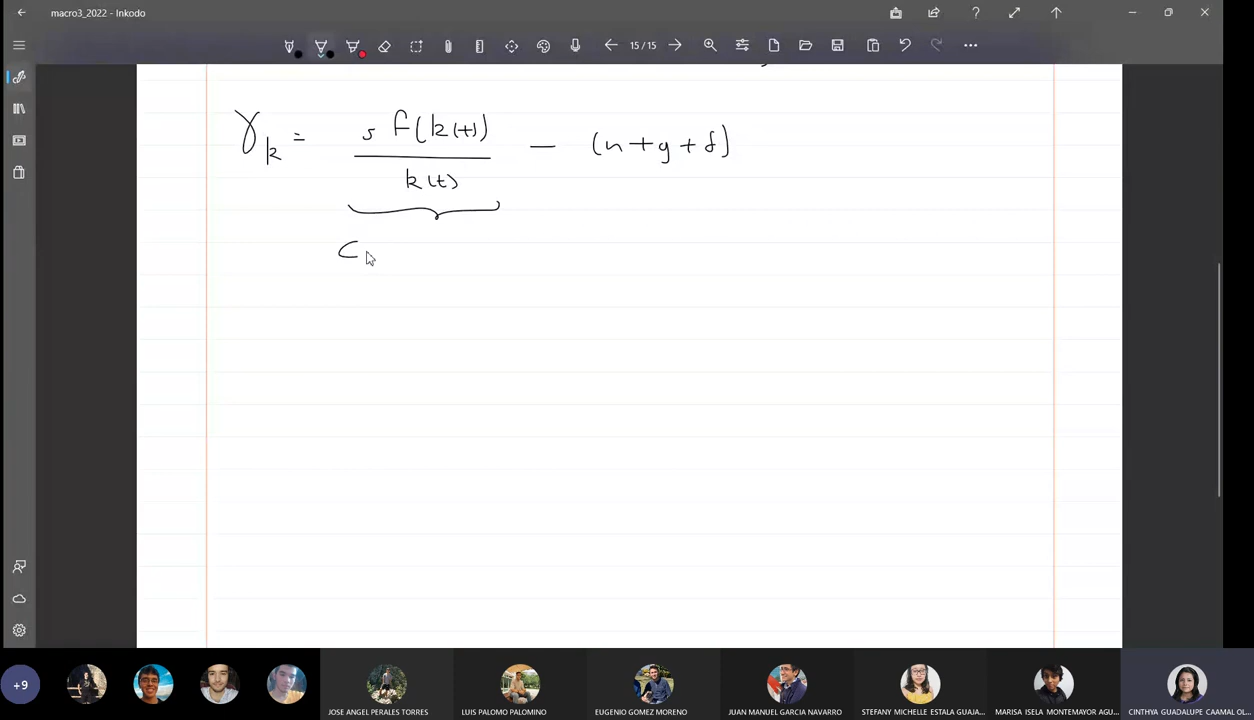 macro3_2022 - Inkodo
15 / 15
γk = s f(k(t)) / k(t) − (n + g + δ)
C
+9
JOSE ANGEL PERALES TORRES
LUIS PALOMO PALOMINO
EUGENIO GOMEZ MORENO
JUAN MANUEL GARCIA NAVARRO
STEFANY MICHELLE ESTALA GUAJA...
MARISA ISELA MONTEMAYOR AGU...
CINTHYA GUADALUPE CAAMAL OL...